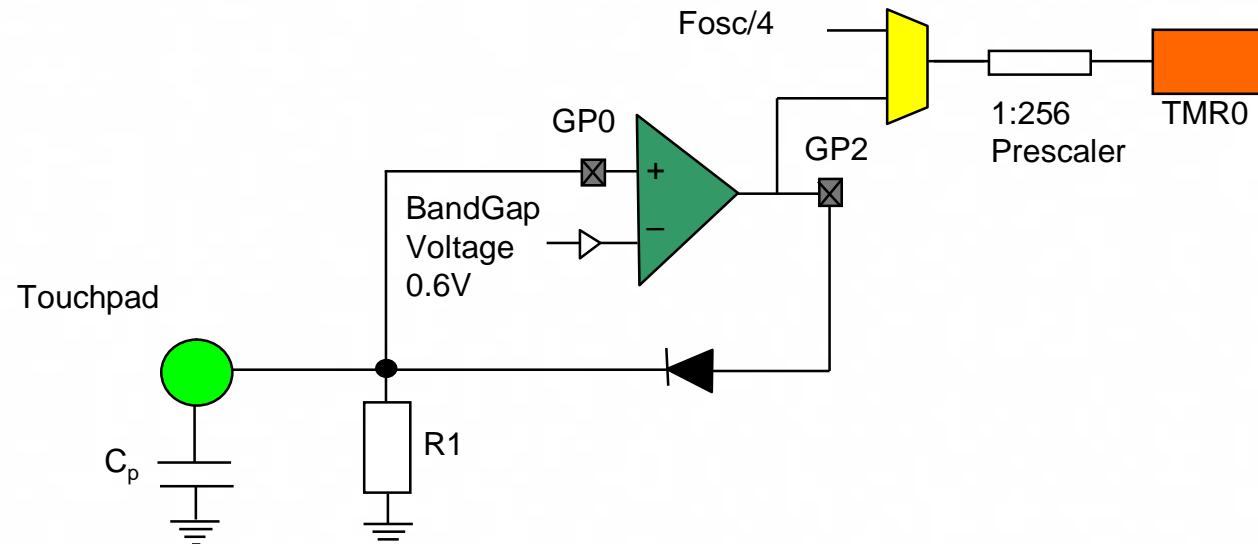 Fosc/4
GP0
+
−
BandGap
Voltage
0.6V
GP2
1:256
Prescaler
TMR0
Touchpad
Cp
R1